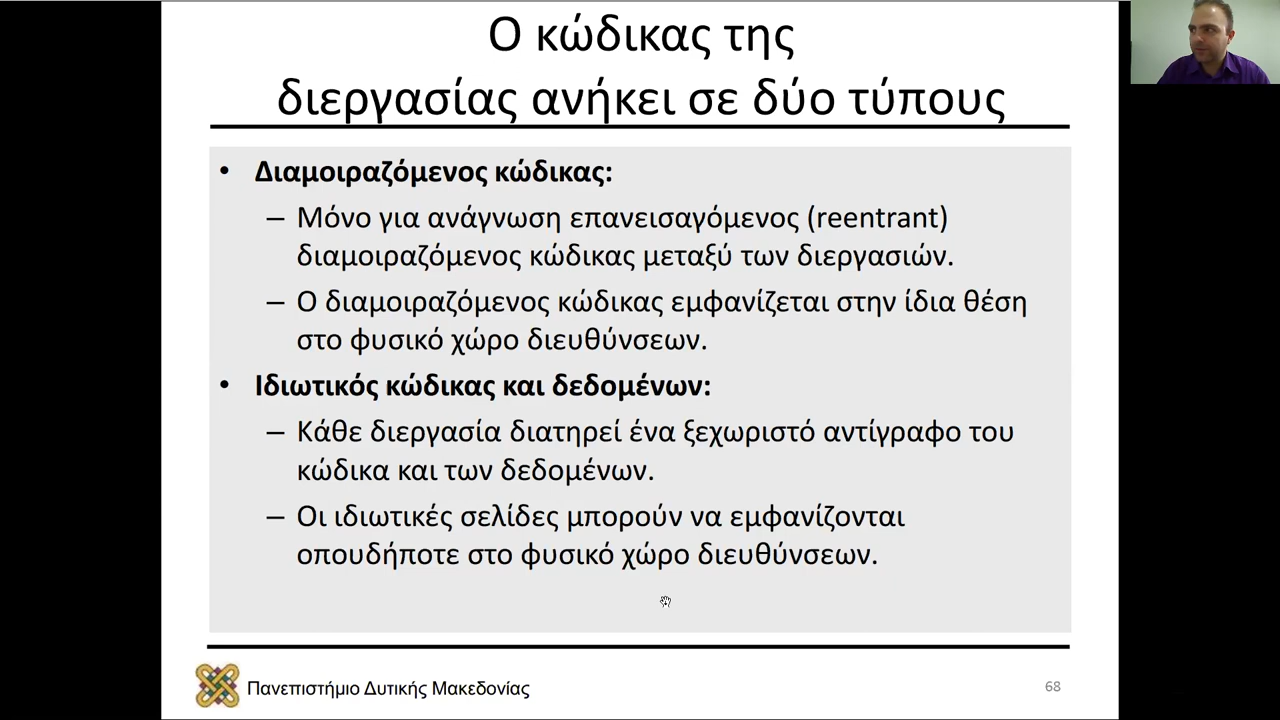 Ο κώδικας της
διεργασίας ανήκει σε δύο τύπους
• Διαμοιραζόμενος κώδικας:
– Μόνο για ανάγνωση επανεισαγόμενος (reentrant)
διαμοιραζόμενος κώδικας μεταξύ των διεργασιών.
– Ο διαμοιραζόμενος κώδικας εμφανίζεται στην ίδια θέση
στο φυσικό χώρο διευθύνσεων.
• Ιδιωτικός κώδικας και δεδομένων:
– Κάθε διεργασία διατηρεί ένα ξεχωριστό αντίγραφο του
κώδικα και των δεδομένων.
– Οι ιδιωτικές σελίδες μπορούν να εμφανίζονται
οπουδήποτε στο φυσικό χώρο διευθύνσεων.
Πανεπιστήμιο Δυτικής Μακεδονίας
68